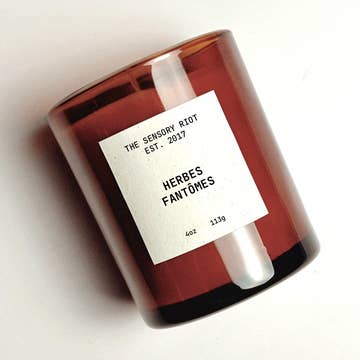 THE SENSORY RIOT
EST. 2017
HERBES
FANTÔMES
4oz 113g